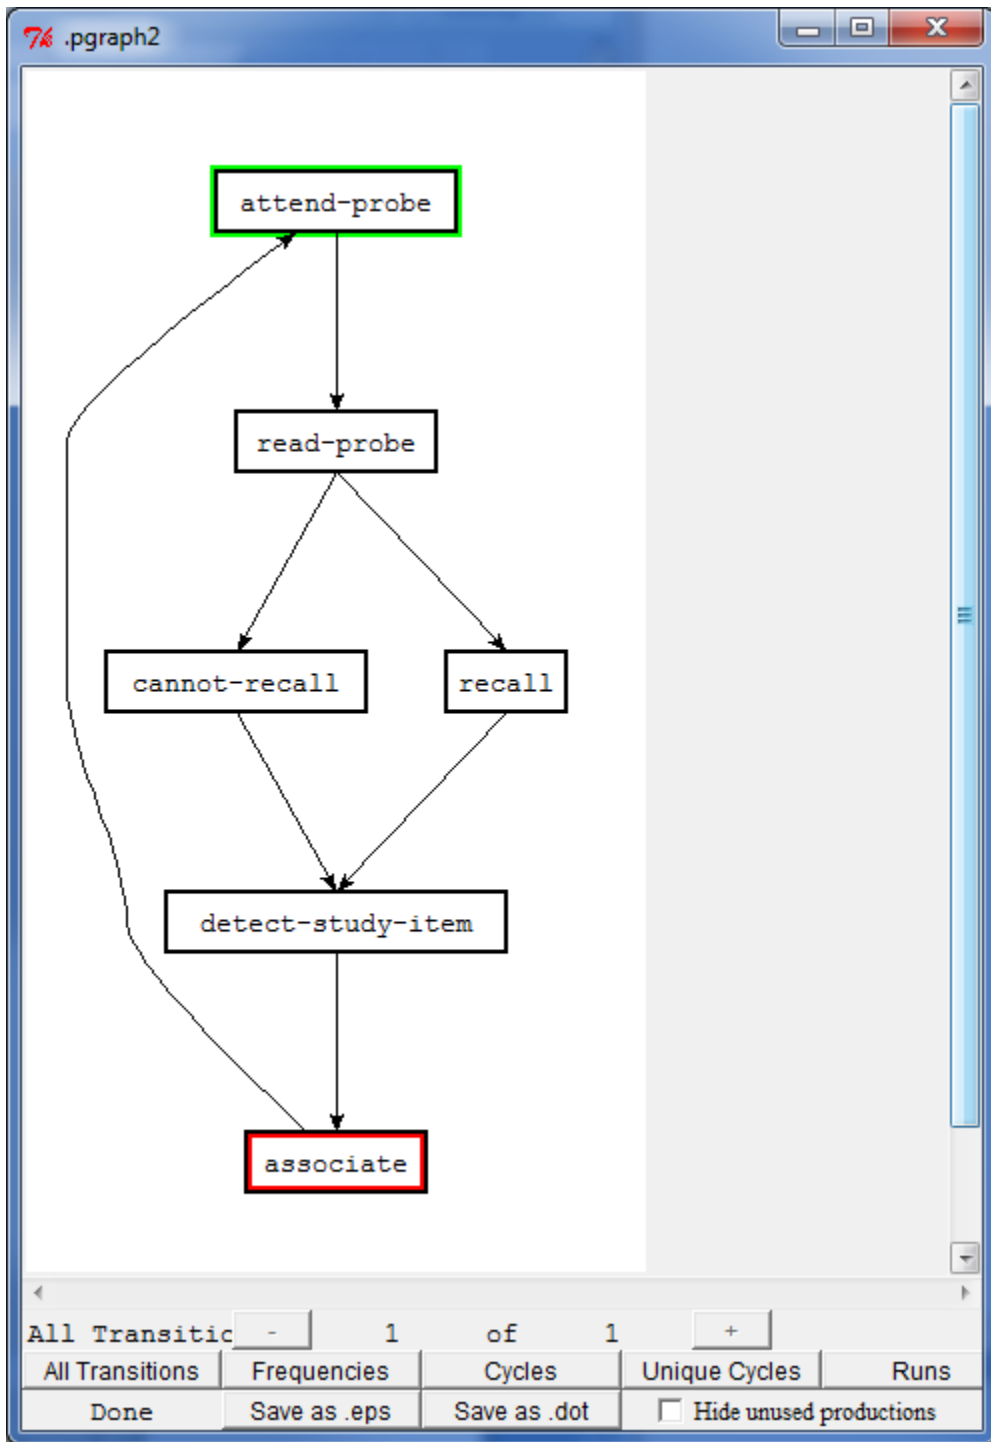 .pgraph2
attend-probe
read-probe
cannot-recall recall
detect-study-item
associate
All Transitic - 1 of 1 +
All Transitions Frequencies Cycles Unique Cycles Runs
Done Save as .eps Save as .dot Hide unused productions